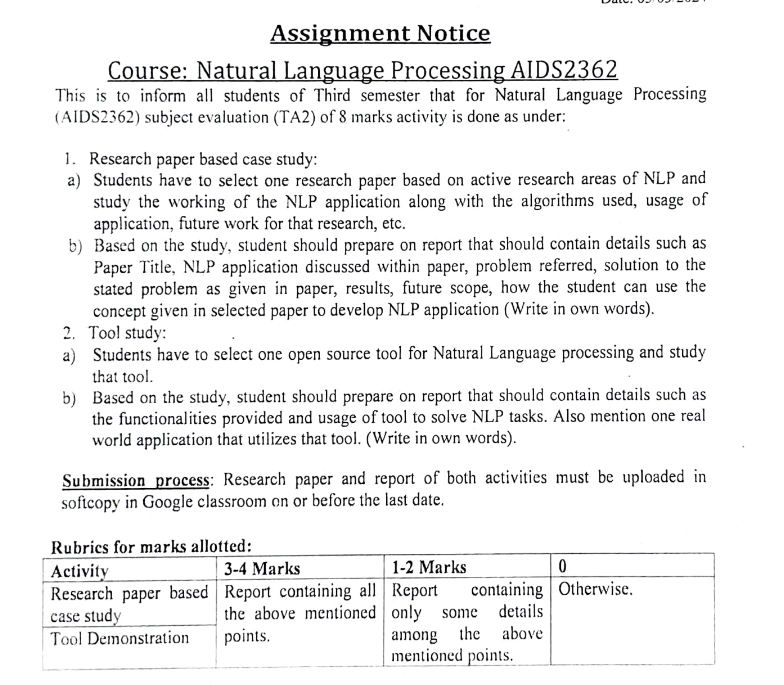 Assignment Notice
Course: Natural Language Processing AIDS2362
This is to inform all students of Third semester that for Natural Language Processing
(AIDS2362) subject evaluation (TA2) of 8 marks activity is done as under:
1. Research paper based case study:
a) Students have to select one research paper based on active research areas of NLP and
study the working of the NLP application along with the algorithms used, usage of
application, future work for that research, etc.
b) Based on the study, student should prepare on report that should contain details such as
Paper Title, NLP application discussed within paper, problem referred, solution to the
stated problem as given in paper, results, future scope, how the student can use the
concept given in selected paper to develop NLP application (Write in own words).
2. Tool study:
a) Students have to select one open source tool for Natural Language processing and study
that tool.
b) Based on the study, student should prepare on report that should contain details such as
the functionalities provided and usage of tool to solve NLP tasks. Also mention one real
world application that utilizes that tool. (Write in own words).
Submission process: Research paper and report of both activities must be uploaded in
softcopy in Google classroom on or before the last date.
Rubrics for marks allotted:
Activity 3-4 Marks 1-2 Marks 0
Research paper based Report containing all Report containing Otherwise.
case study the above mentioned only some details
Tool Demonstration points. among the above
mentioned points.